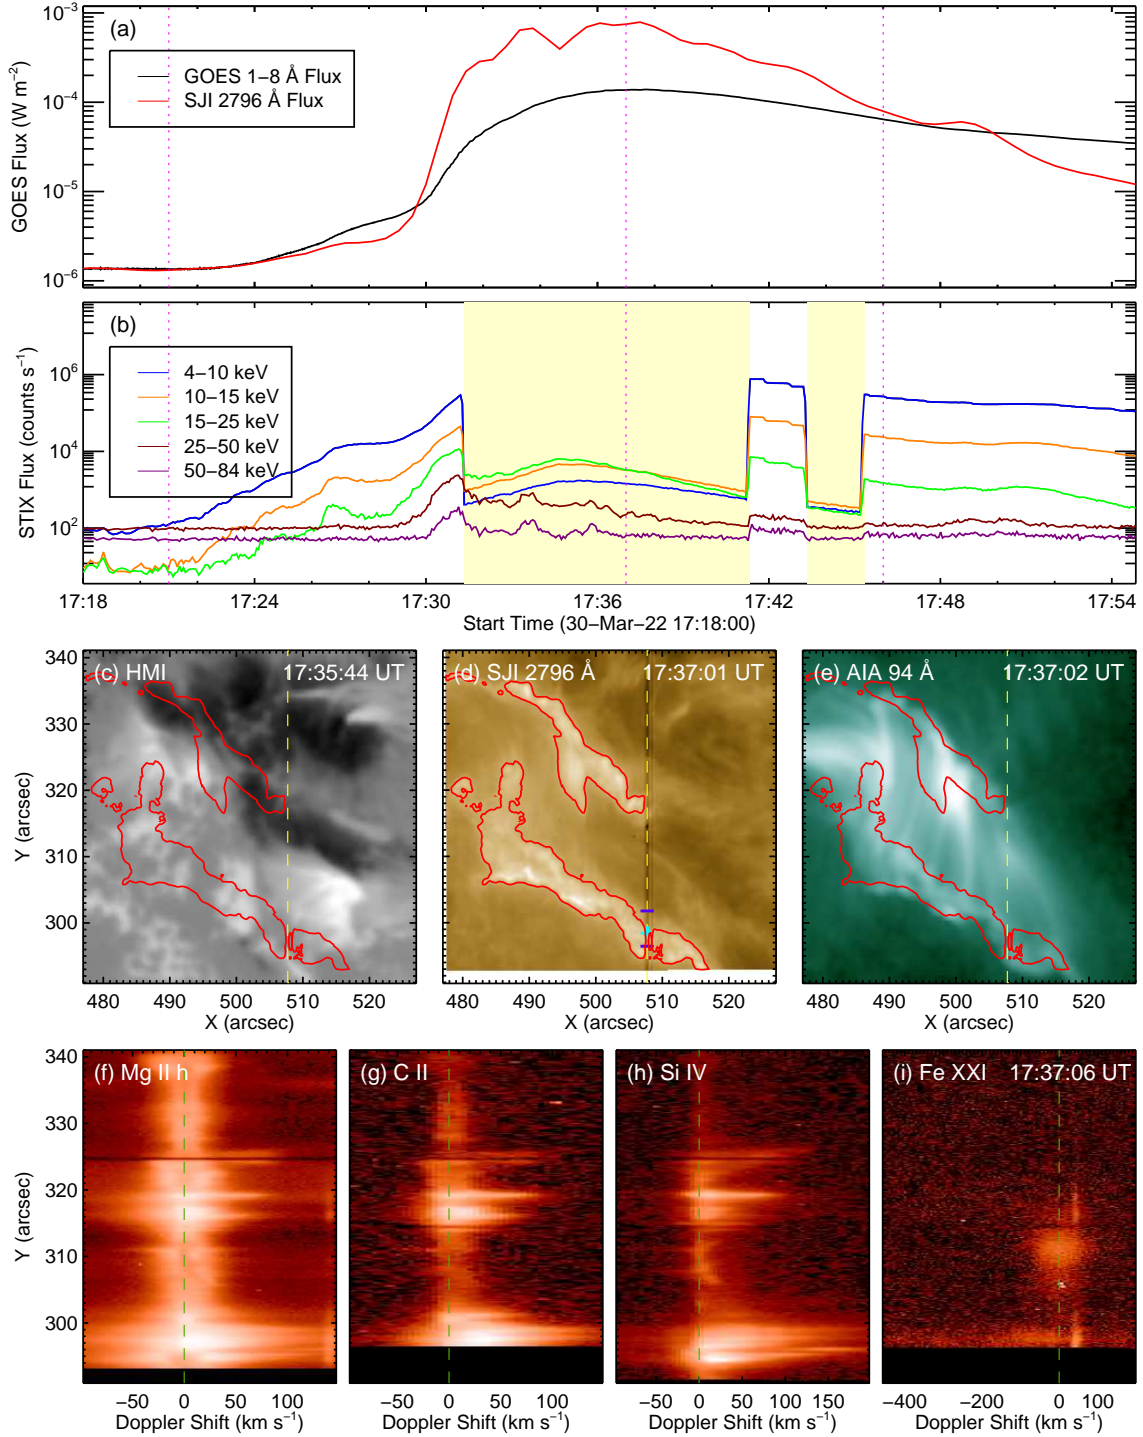 (a)
GOES 1−8 Å Flux
SJI 2796 Å Flux
GOES Flux (W m⁻²)
10⁻³
10⁻⁴
10⁻⁵
10⁻⁶
(b)
4−10 keV
10−15 keV
15−25 keV
25−50 keV
50−84 keV
STIX Flux (counts s⁻¹)
10⁶
10⁴
10²
17:18 17:24 17:30 17:36 17:42 17:48 17:54
Start Time (30−Mar−22 17:18:00)
(c) HMI 17:35:44 UT
(d) SJI 2796 Å 17:37:01 UT
(e) AIA 94 Å 17:37:02 UT
Y (arcsec)
340
330
320
310
300
480 490 500 510 520
480 490 500 510 520
480 490 500 510 520
X (arcsec)
X (arcsec)
X (arcsec)
(f) Mg II h
(g) C II
(h) Si IV
(i) Fe XXI 17:37:06 UT
Y (arcsec)
340
330
320
310
300
−50 0 50 100
−50 0 50 100
−50 0 50 100 150
−400 −200 0 100
Doppler Shift (km s⁻¹)
Doppler Shift (km s⁻¹)
Doppler Shift (km s⁻¹)
Doppler Shift (km s⁻¹)